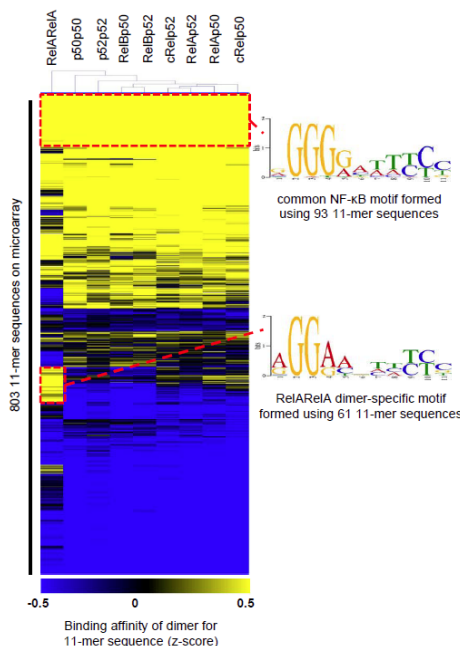 RelARelA
p50p50
p52p52
RelBp50
RelBp52
cRelp52
RelAp52
RelAp50
cRelp50
803 11-mer sequences on microarray
common NF-κB motif formed
using 93 11-mer sequences
RelARelA dimer-specific motif
formed using 61 11-mer sequences
-0.5 0 0.5
Binding affinity of dimer for
11-mer sequence (z-score)